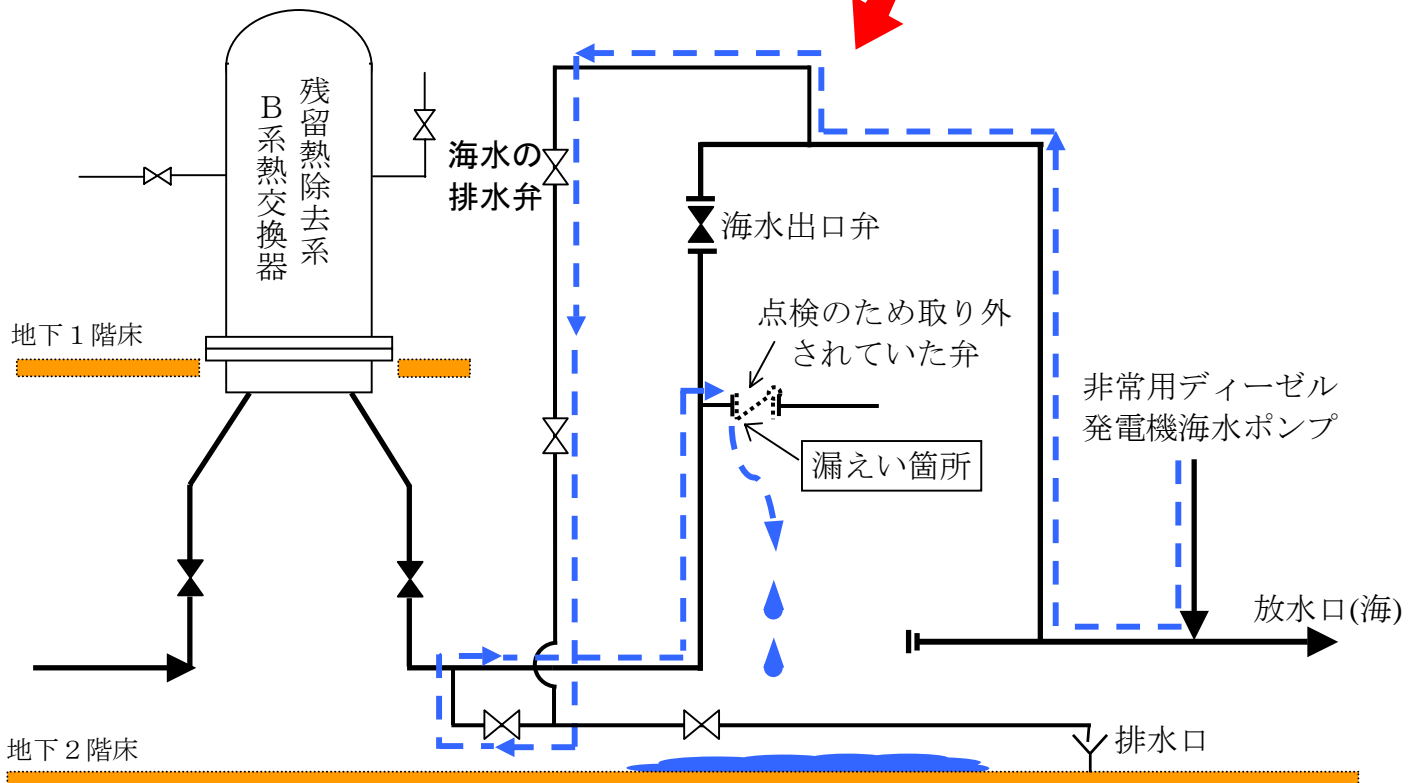 残留熱除去系
B系熱交換器
海水の
排水弁
海水出口弁
点検のため取り外
されていた弁
地下1階床
漏えい箇所
非常用ディーゼル
発電機海水ポンプ
放水口(海)
排水口
地下2階床